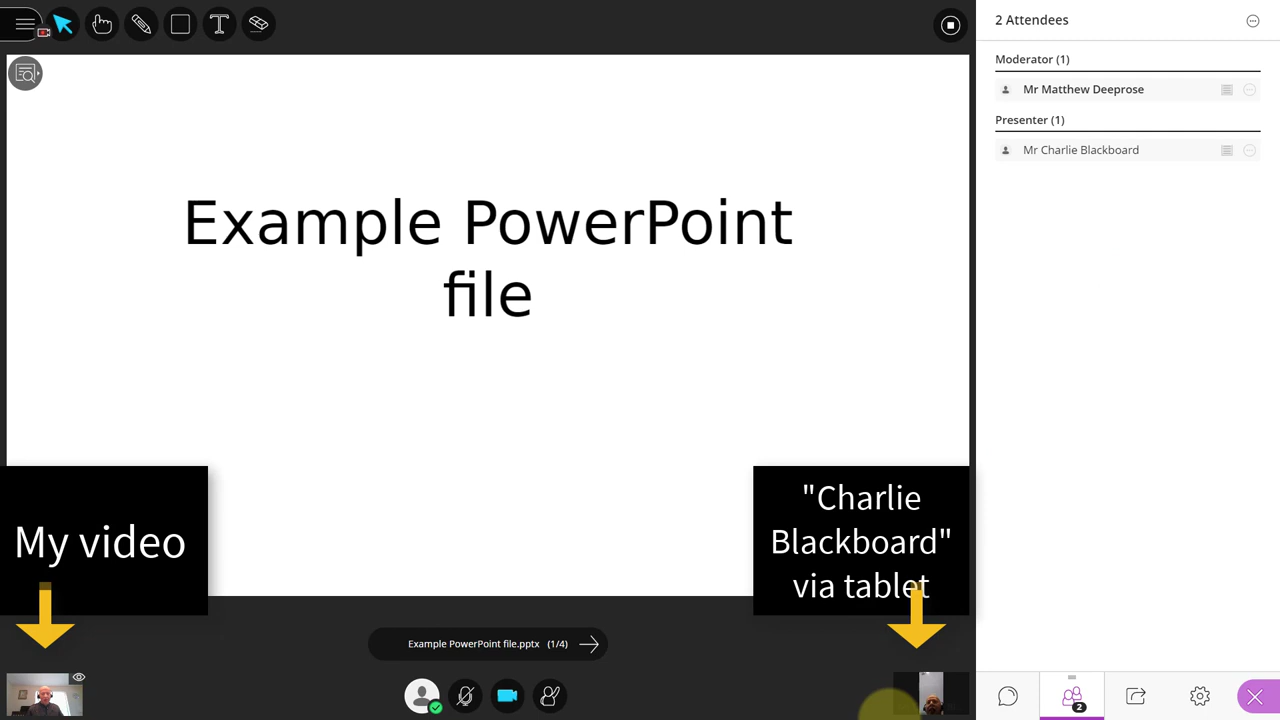 2 Attendees
Moderator (1)
Mr Matthew Deeprose
Presenter (1)
Mr Charlie Blackboard
Example PowerPoint
file
My video
"Charlie
Blackboard"
via tablet
Example PowerPoint file.pptx (1/4)
2